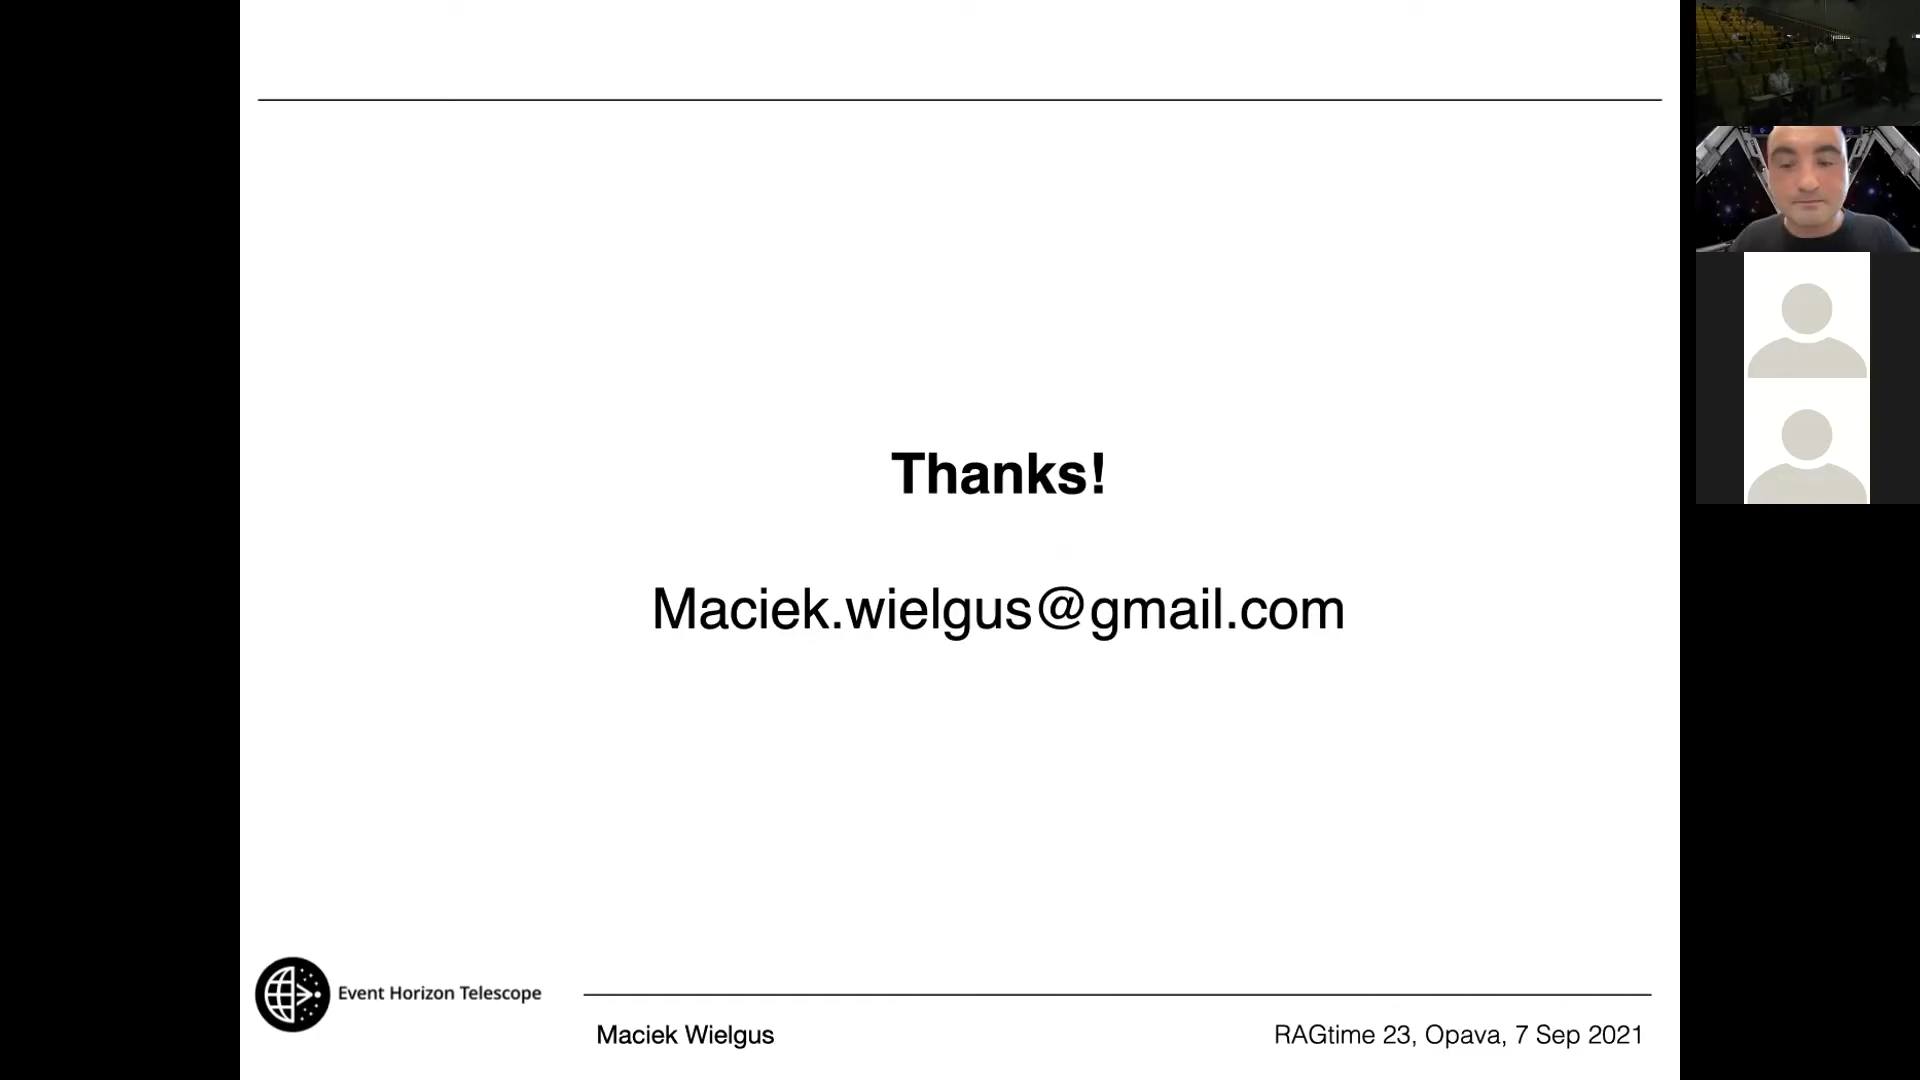 Thanks!
Maciek.wielgus@gmail.com
Event Horizon Telescope
Maciek Wielgus
RAGtime 23, Opava, 7 Sep 2021